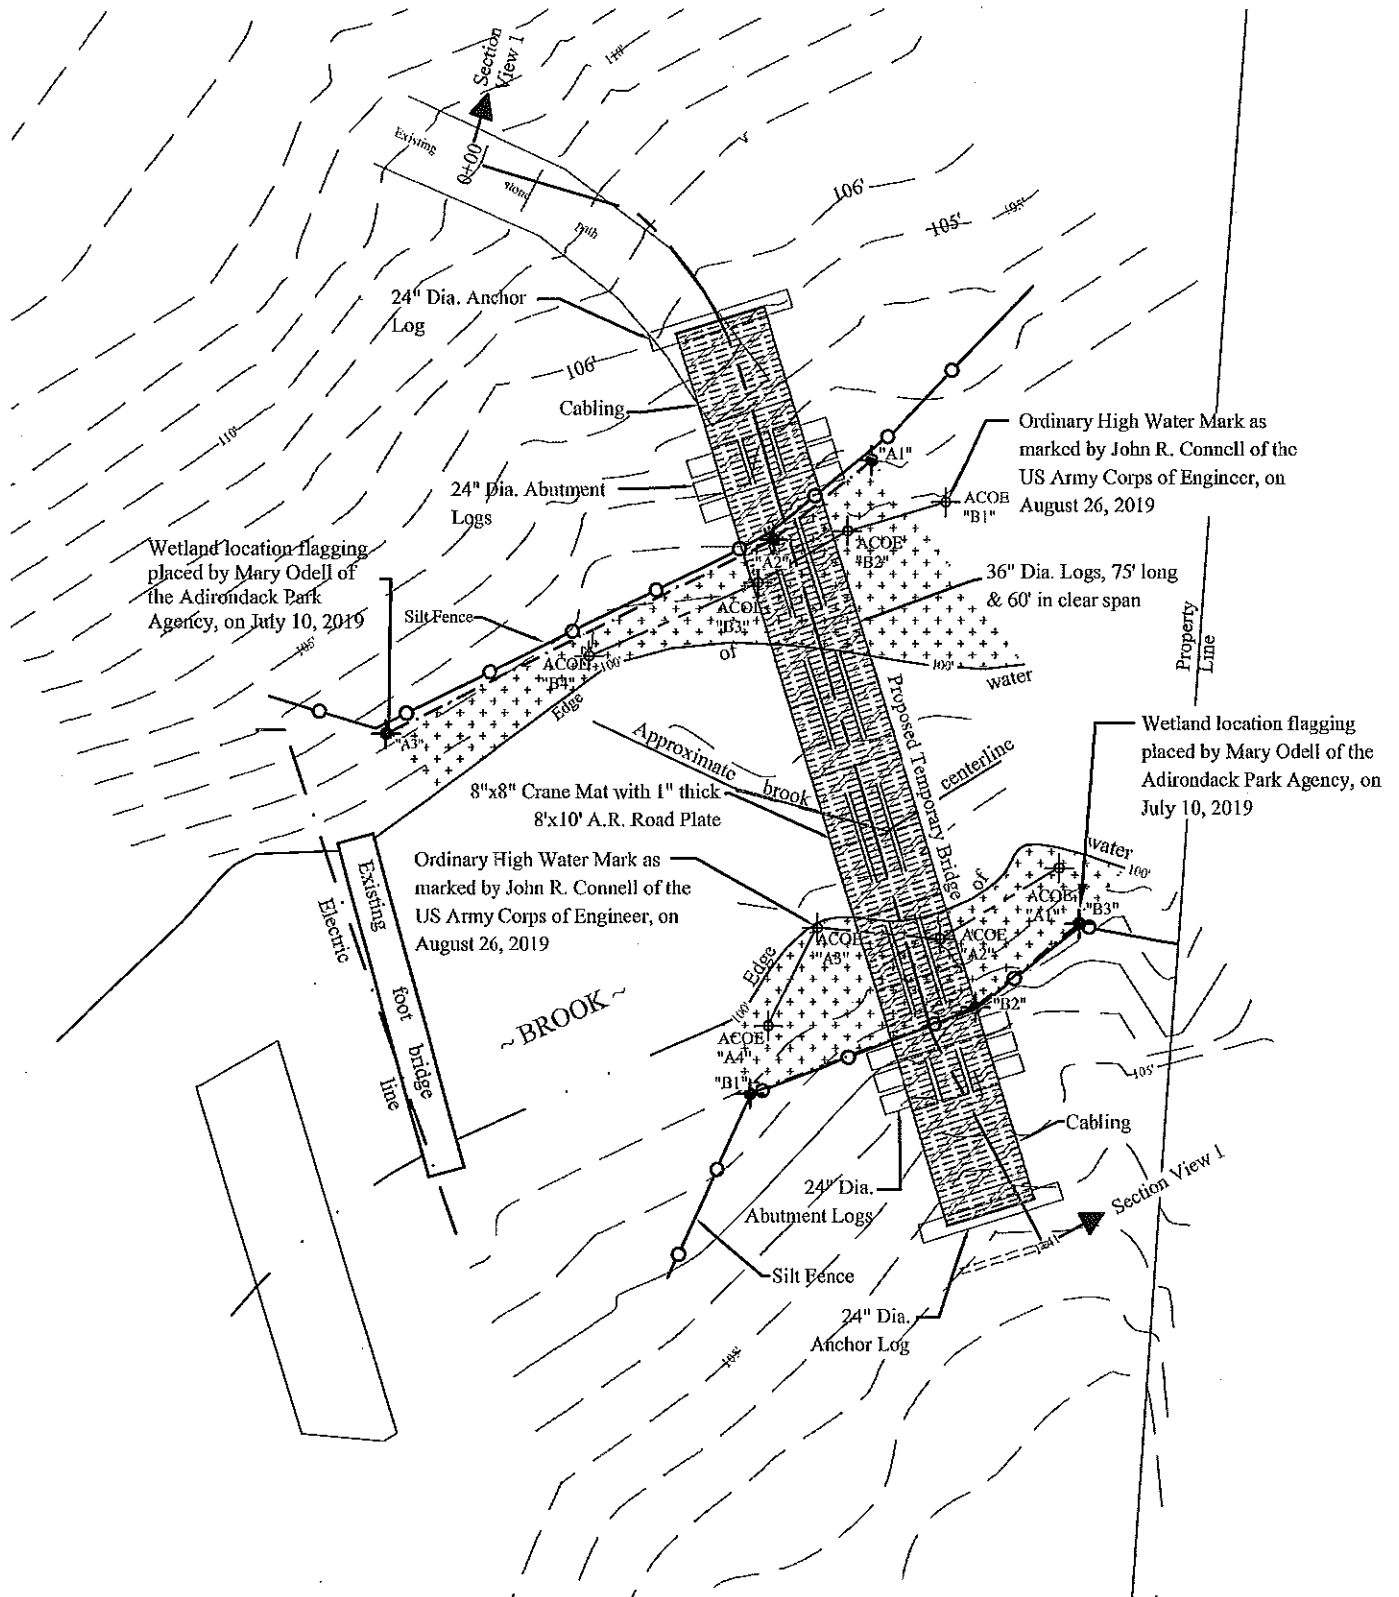 Section
View 1
110'
Existing
0+00
stone
path
106'
105'
105'
24" Dia. Anchor
Log
106'
Cabling
110'
Ordinary High Water Mark as
marked by John R. Connell of the
US Army Corps of Engineer, on
August 26, 2019
"A1"
24" Dia. Abutment
Logs
ACOE
"B1"
Wetland location flagging
placed by Mary Odell of
the Adirondack Park
Agency, on July 10, 2019
ACOE
"B2"
"A2"
36" Dia. Logs, 75' long
& 60' in clear span
Silt Fence
ACOE
"B3"
105'
Property
Line
of
ACOE
"B4"
100'
100'
water
Edge
Proposed Temporary Bridge
"A3"
Approximate
brook
centerline
Wetland location flagging
placed by Mary Odell of the
Adirondack Park Agency, on
July 10, 2019
8"x8" Crane Mat with 1" thick
8'x10' A.R. Road Plate
water
100'
Ordinary High Water Mark as
marked by John R. Connell of the
US Army Corps of Engineer, on
August 26, 2019
Existing
foot
bridge
Electric
line
of
ACOE
"A1"
"B3"
ACOE
"A3"
ACOE
"A2"
Edge
100'
"B2"
~ BROOK ~
ACOE
"A4"
"B1"
105'
Cabling
24" Dia.
Abutment Logs
Section View 1
Silt Fence
24" Dia.
Anchor Log
105'